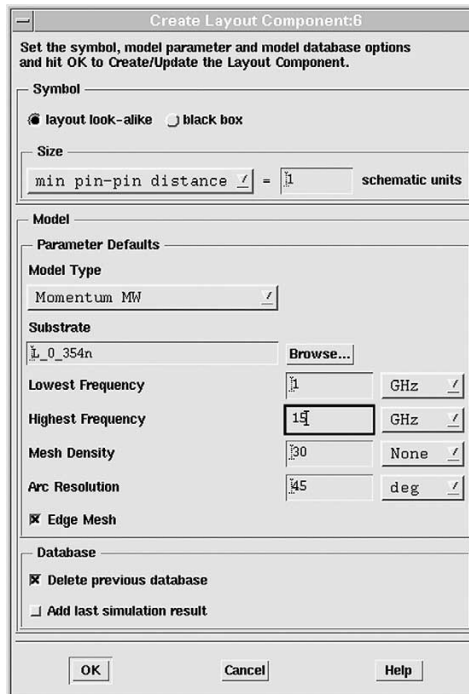 Create Layout Component:6
Set the symbol, model parameter and model database options
and hit OK to Create/Update the Layout Component.
Symbol
layout look-alike black box
Size
min pin-pin distance = 1 schematic units
Model
Parameter Defaults
Model Type
Momentum MW
Substrate
L_0_354n Browse...
Lowest Frequency 1 GHz
Highest Frequency 15 GHz
Mesh Density 30 None
Arc Resolution 45 deg
Edge Mesh
Database
Delete previous database
Add last simulation result
OK Cancel Help